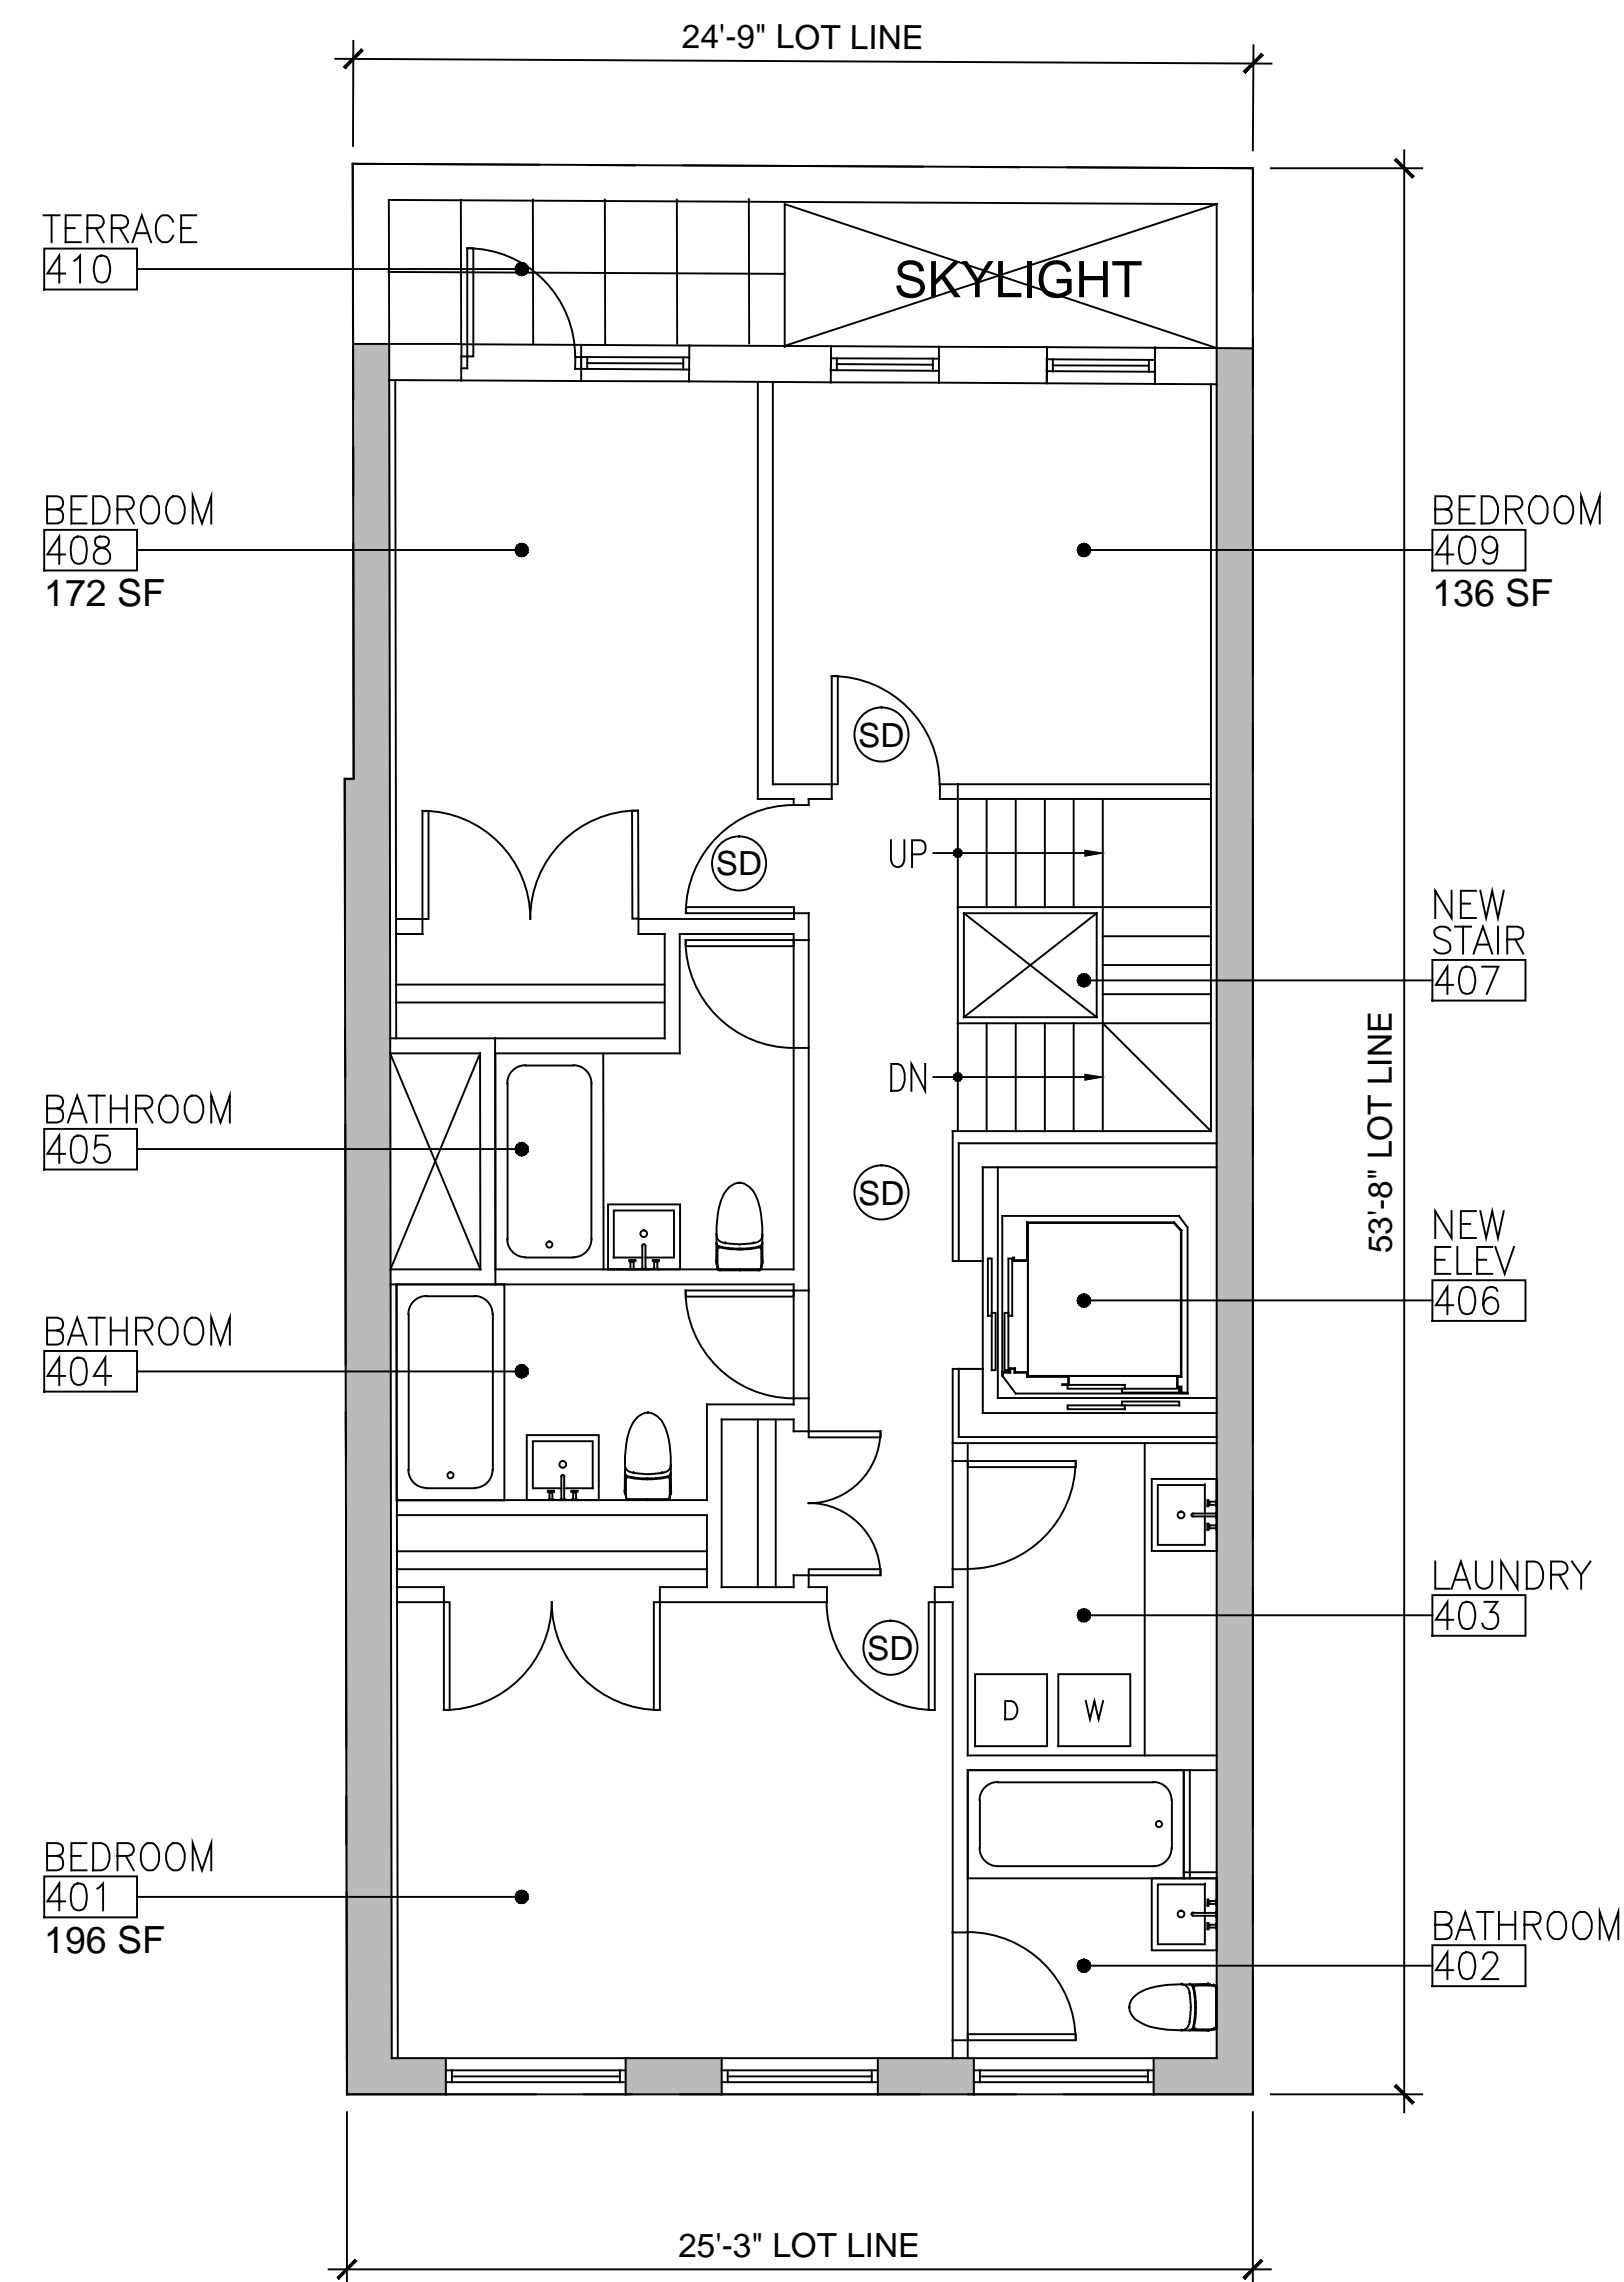 24'-9" LOT LINE
TERRACE
410
SKYLIGHT
BEDROOM
408
172 SF
BEDROOM
409
136 SF
SD
SD
UP
NEW
STAIR
407
DN
53'-8" LOT LINE
BATHROOM
405
SD
NEW
ELEV
406
BATHROOM
404
LAUNDRY
403
SD
D
W
BEDROOM
401
196 SF
BATHROOM
402
25'-3" LOT LINE